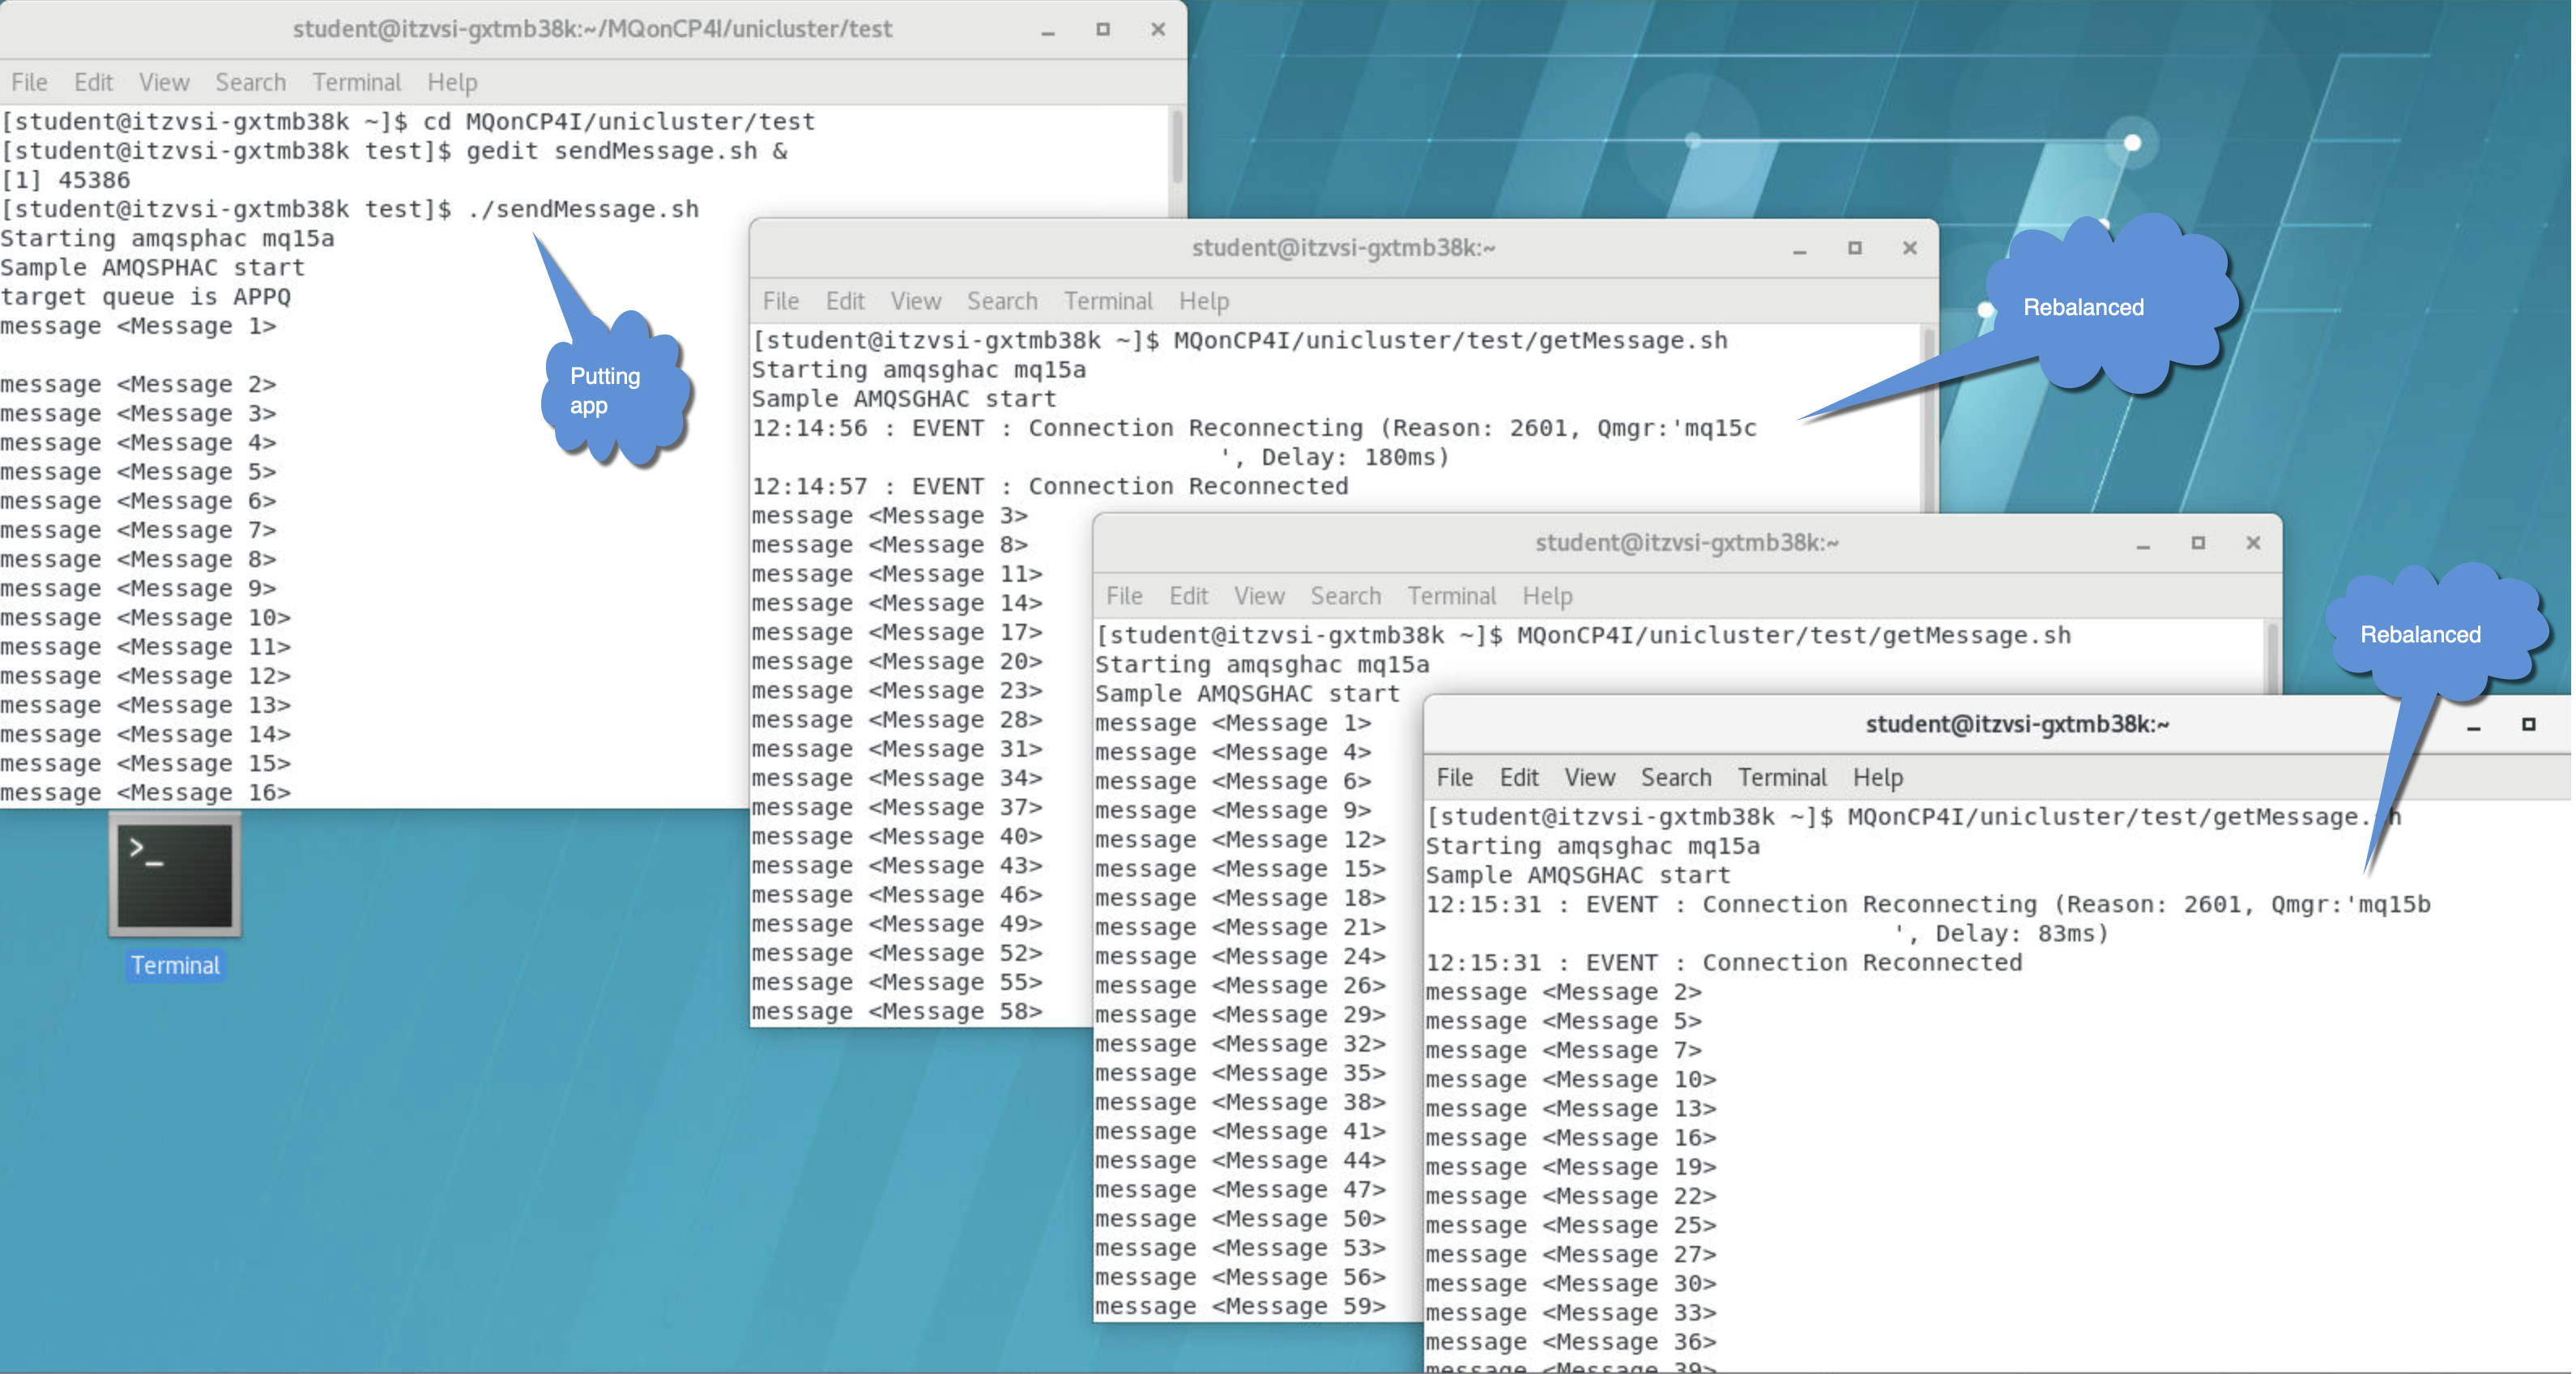 student@itzvsi-gxtmb38k:~/MQonCP4I/unicluster/test
File Edit View Search Terminal Help
[student@itzvsi-gxtmb38k ~]$ cd MQonCP4I/unicluster/test
[student@itzvsi-gxtmb38k test]$ gedit sendMessage.sh &
[1] 45386
[student@itzvsi-gxtmb38k test]$ ./sendMessage.sh
Starting amqsphac mq15a
Sample AMQSPHAC start
target queue is APPQ
message <Message 1>
message <Message 2>
message <Message 3>
message <Message 4>
message <Message 5>
message <Message 6>
message <Message 7>
message <Message 8>
message <Message 9>
message <Message 10>
message <Message 11>
message <Message 12>
message <Message 13>
message <Message 14>
message <Message 15>
message <Message 16>
Putting
app
Terminal
student@itzvsi-gxtmb38k:~
File Edit View Search Terminal Help
[student@itzvsi-gxtmb38k ~]$ MQonCP4I/unicluster/test/getMessage.sh
Starting amqsghac mq15a
Sample AMQSGHAC start
12:14:56 : EVENT : Connection Reconnecting (Reason: 2601, Qmgr:'mq15c
', Delay: 180ms)
12:14:57 : EVENT : Connection Reconnected
message <Message 3>
message <Message 8>
message <Message 11>
message <Message 14>
message <Message 17>
message <Message 20>
message <Message 23>
message <Message 28>
message <Message 31>
message <Message 34>
message <Message 37>
message <Message 40>
message <Message 43>
message <Message 46>
message <Message 49>
message <Message 52>
message <Message 55>
message <Message 58>
Rebalanced
student@itzvsi-gxtmb38k:~
File Edit View Search Terminal Help
[student@itzvsi-gxtmb38k ~]$ MQonCP4I/unicluster/test/getMessage.sh
Starting amqsghac mq15a
Sample AMQSGHAC start
message <Message 1>
message <Message 4>
message <Message 6>
message <Message 9>
message <Message 12>
message <Message 15>
message <Message 18>
message <Message 21>
message <Message 24>
message <Message 26>
message <Message 29>
message <Message 32>
message <Message 35>
message <Message 38>
message <Message 41>
message <Message 44>
message <Message 47>
message <Message 50>
message <Message 53>
message <Message 56>
message <Message 59>
Rebalanced
student@itzvsi-gxtmb38k:~
File Edit View Search Terminal Help
[student@itzvsi-gxtmb38k ~]$ MQonCP4I/unicluster/test/getMessage.sh
Starting amqsghac mq15a
Sample AMQSGHAC start
12:15:31 : EVENT : Connection Reconnecting (Reason: 2601, Qmgr:'mq15b
', Delay: 83ms)
12:15:31 : EVENT : Connection Reconnected
message <Message 2>
message <Message 5>
message <Message 7>
message <Message 10>
message <Message 13>
message <Message 16>
message <Message 19>
message <Message 22>
message <Message 25>
message <Message 27>
message <Message 30>
message <Message 33>
message <Message 36>
message <Message 39>